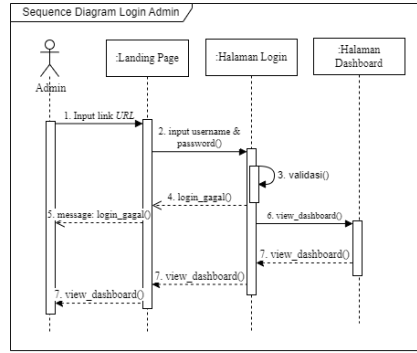 Sequence Diagram Login Admin
:Landing Page
:Halaman Login
:Halaman
Dashboard
Admin
1. Input link URL
2. input username &
password()
3. validasi()
4. login_gagal()
5. message: login_gagal()
6. view_dashboard()
7. view_dashboard()
7. view_dashboard()
7. view_dashboard()